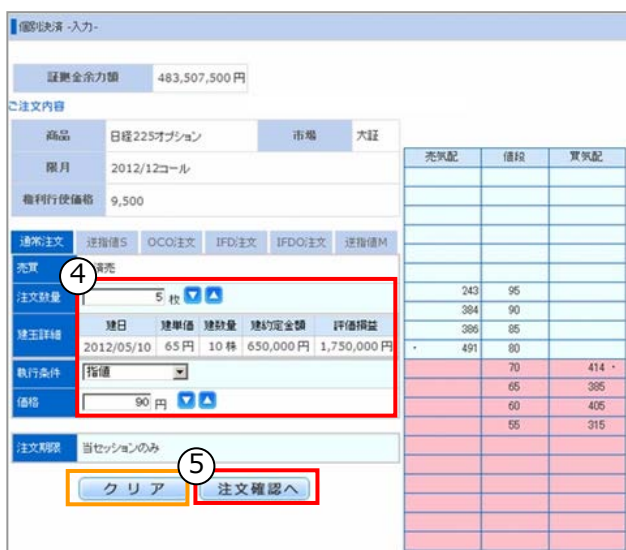 個別決済 -入力-
証拠金余力額 483,507,500 円
ご注文内容
商品 日経225オプション 市場 大証
限月 2012/12コール
権利行使価格 9,500
売気配 値段 買気配
243 95
384 90
386 85
・ 491 80
70 414 ・
65 385
60 405
55 315
通常注文 逆指値S OCO注文 IFD注文 IFDO注文 逆指値M
売買 済売
④
注文数量 5 枚
建玉詳細 建日 建単価 建数量 建約定金額 評価損益
2012/05/10 65 円 10 株 650,000 円 1,750,000 円
執行条件 指値
価格 90 円
注文期限 当セッションのみ
⑤
クリア 注文確認へ